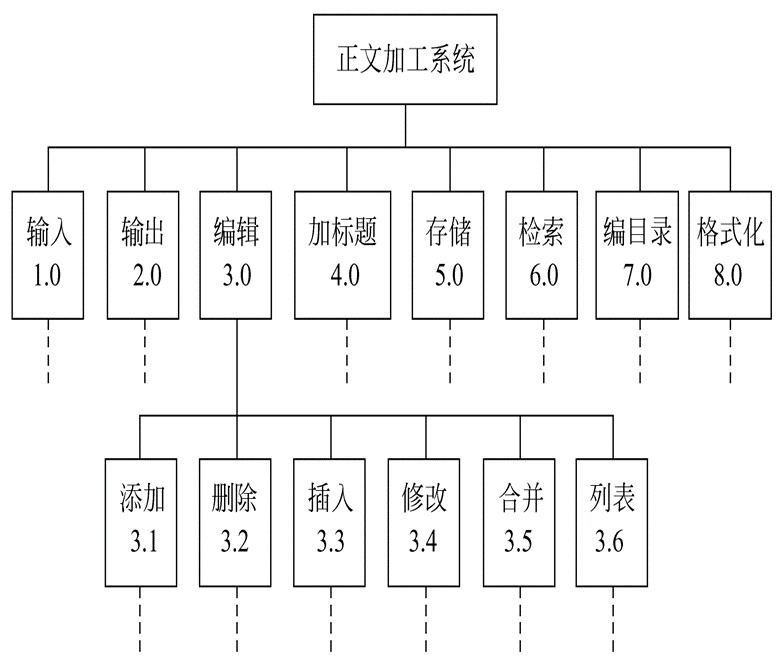 正文加工系统
输入
1.0
输出
2.0
编辑
3.0
加标题
4.0
存储
5.0
检索
6.0
编目录
7.0
格式化
8.0
添加
3.1
删除
3.2
插入
3.3
修改
3.4
合并
3.5
列表
3.6